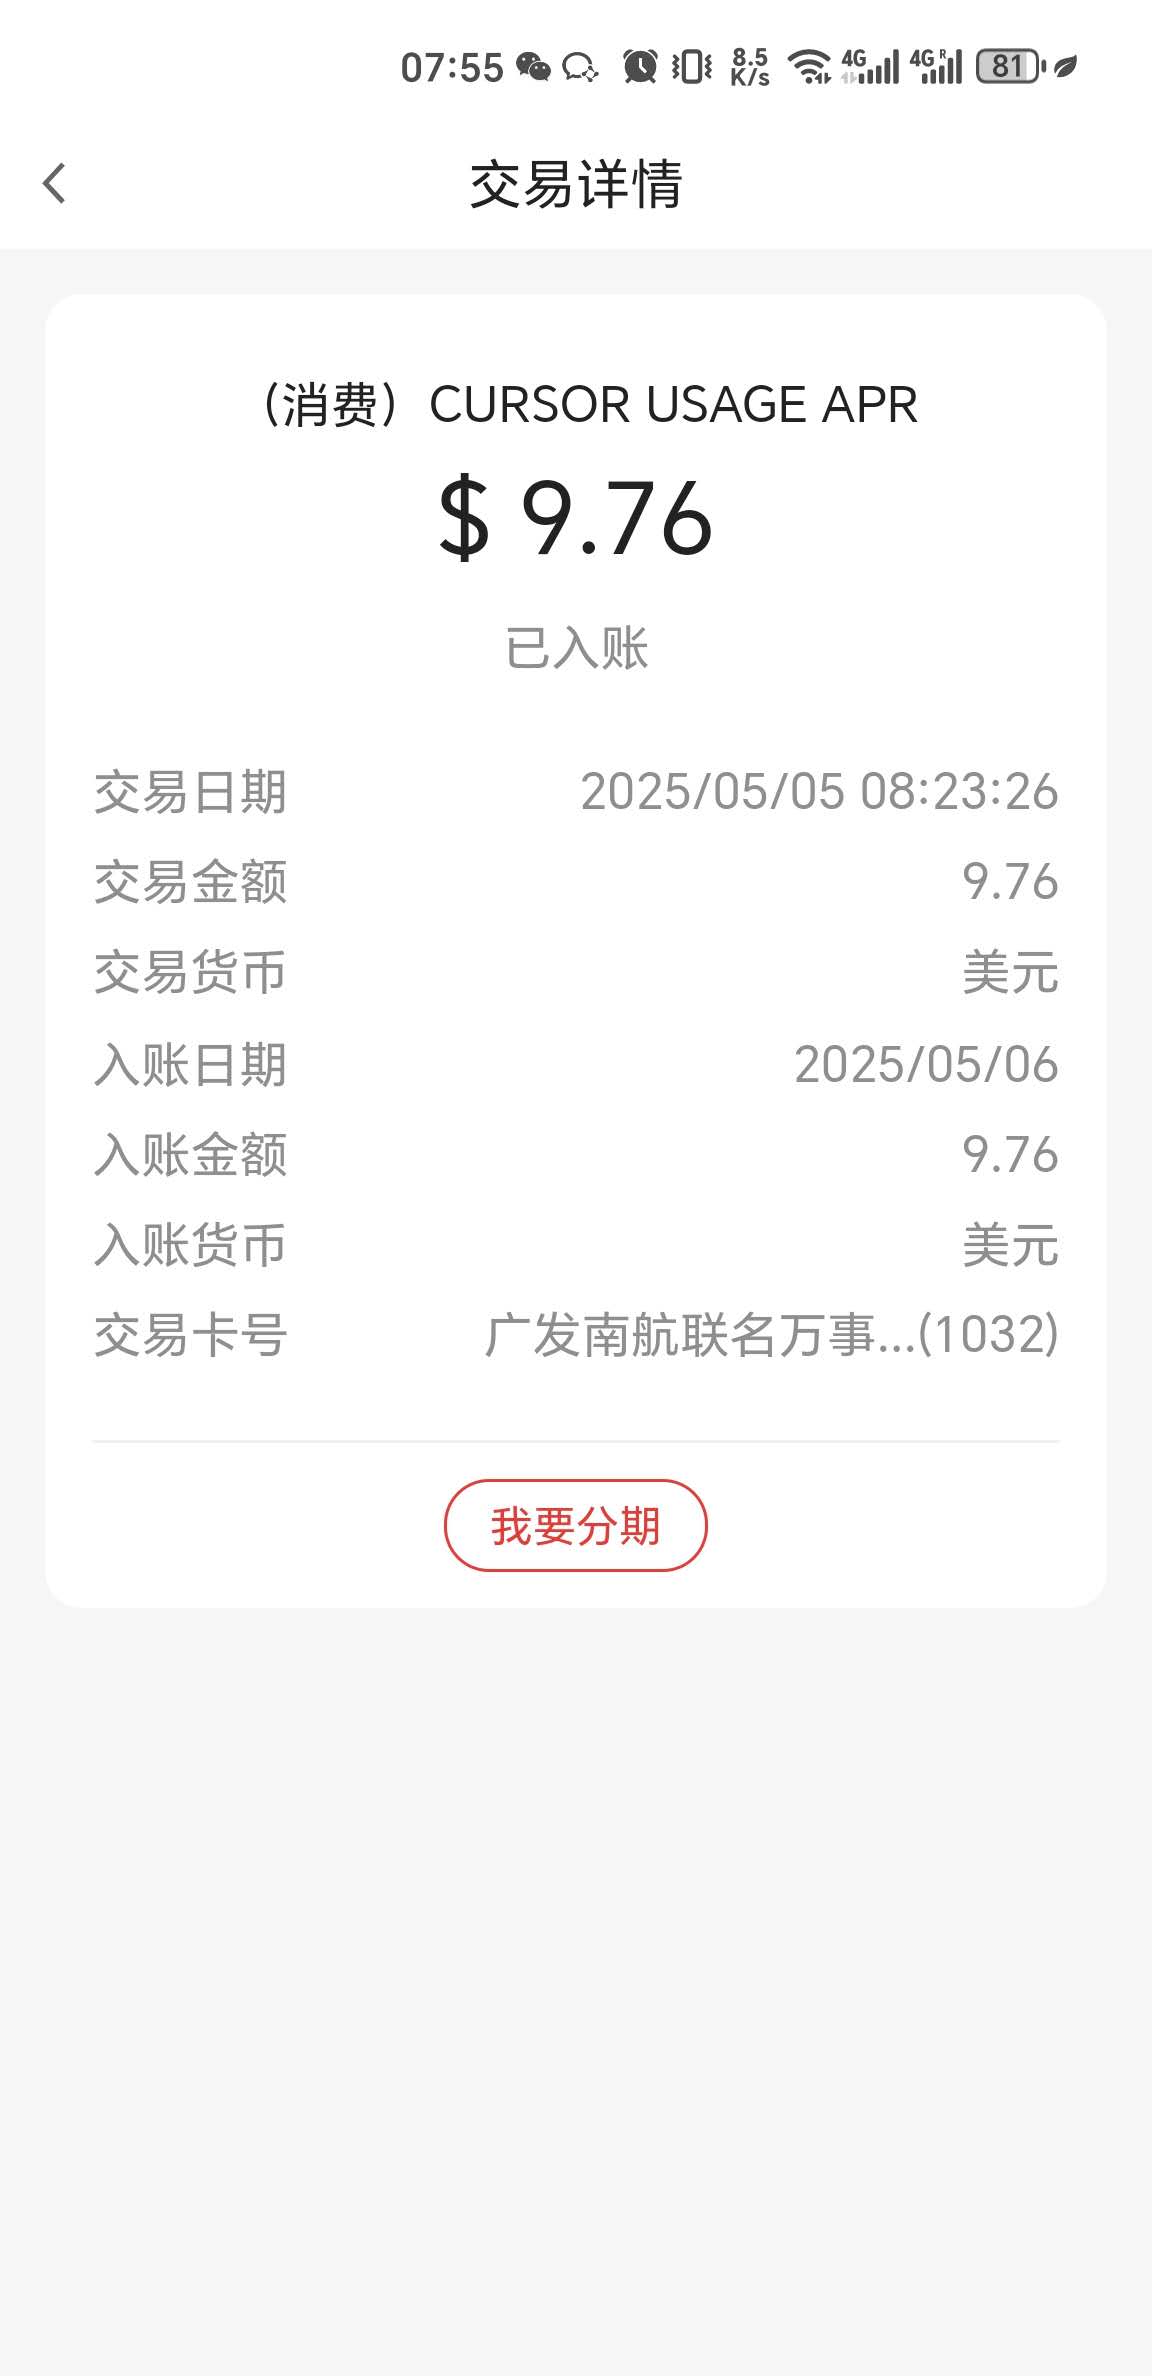 07:55 8.5 K/s 4G 4G R 81
交易详情
（消费）CURSOR USAGE APR
$ 9.76
已入账
交易日期 2025/05/05 08:23:26
交易金额 9.76
交易货币 美元
入账日期 2025/05/06
入账金额 9.76
入账货币 美元
交易卡号 广发南航联名万事...(1032)
我要分期